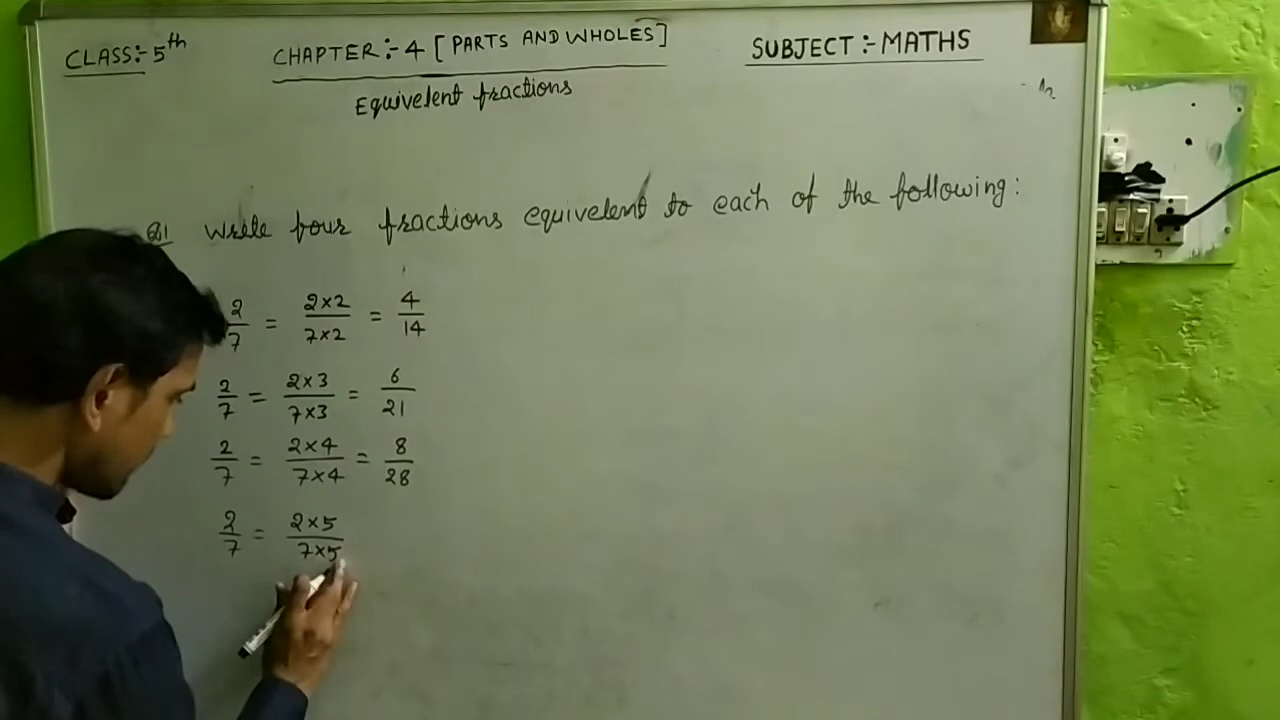 CLASS:- 5th CHAPTER:- 4 [PARTS AND WHOLES] SUBJECT:- MATHS
Equivelent fractions
Q1 Write four fractions equivelent to each of the following:
2/7 = 2×2/7×2 = 4/14
2/7 = 2×3/7×3 = 6/21
2/7 = 2×4/7×4 = 8/28
2/7 = 2×5/7×5